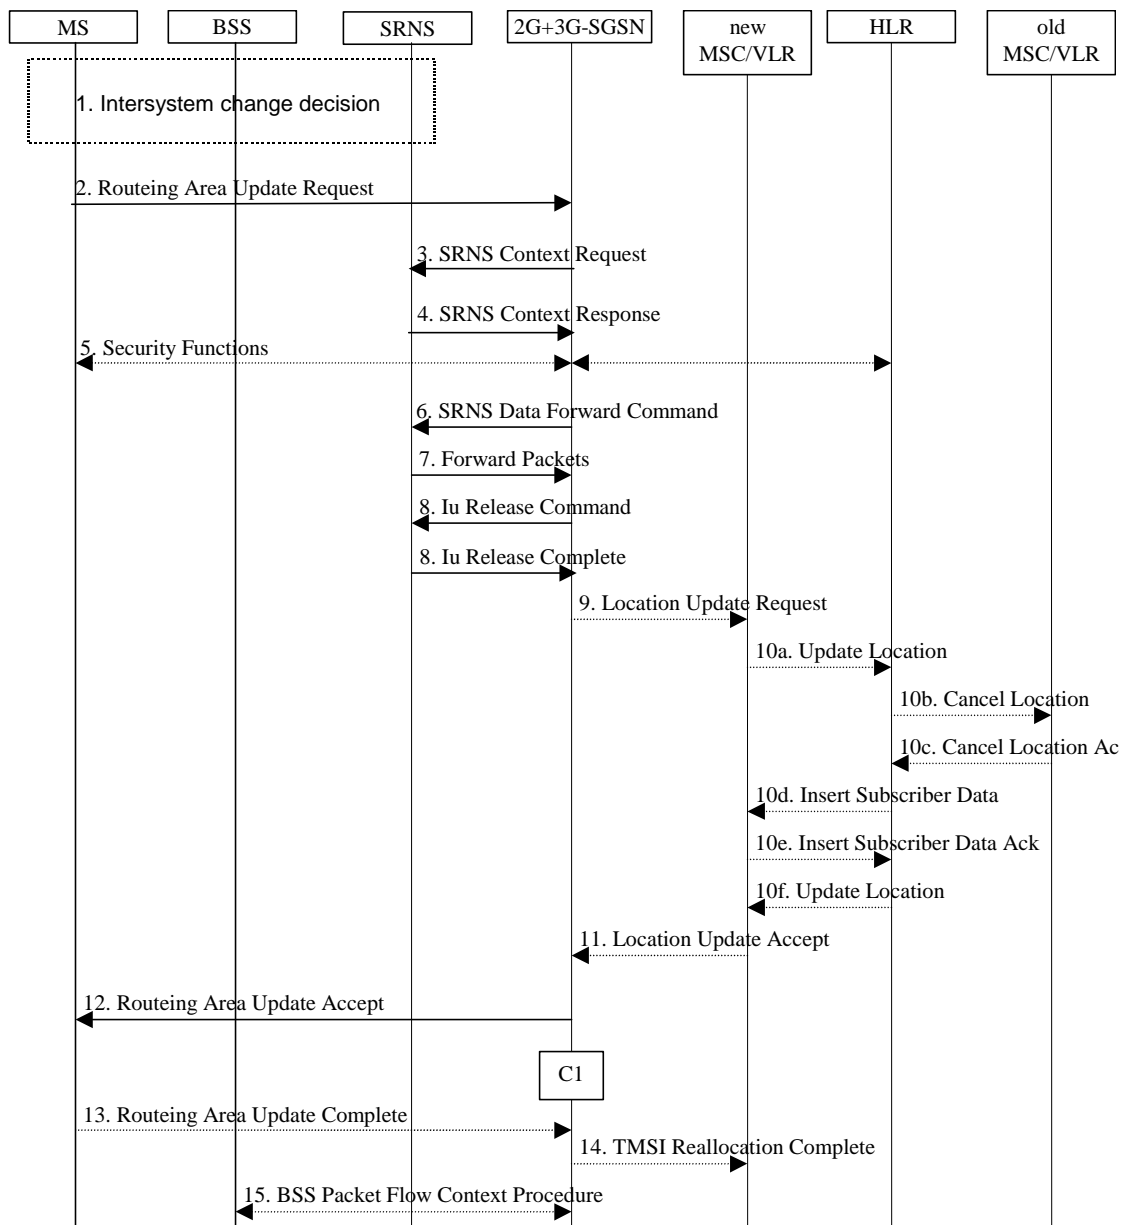 MS
BSS
SRNS
2G+3G-SGSN
new
MSC/VLR
HLR
old
MSC/VLR
1. Intersystem change decision
2. Routeing Area Update Request
3. SRNS Context Request
4. SRNS Context Response
5. Security Functions
6. SRNS Data Forward Command
7. Forward Packets
8. Iu Release Command
8. Iu Release Complete
9. Location Update Request
10a. Update Location
10b. Cancel Location
10c. Cancel Location Ac
10d. Insert Subscriber Data
10e. Insert Subscriber Data Ack
10f. Update Location
11. Location Update Accept
12. Routeing Area Update Accept
C1
13. Routeing Area Update Complete
14. TMSI Reallocation Complete
15. BSS Packet Flow Context Procedure